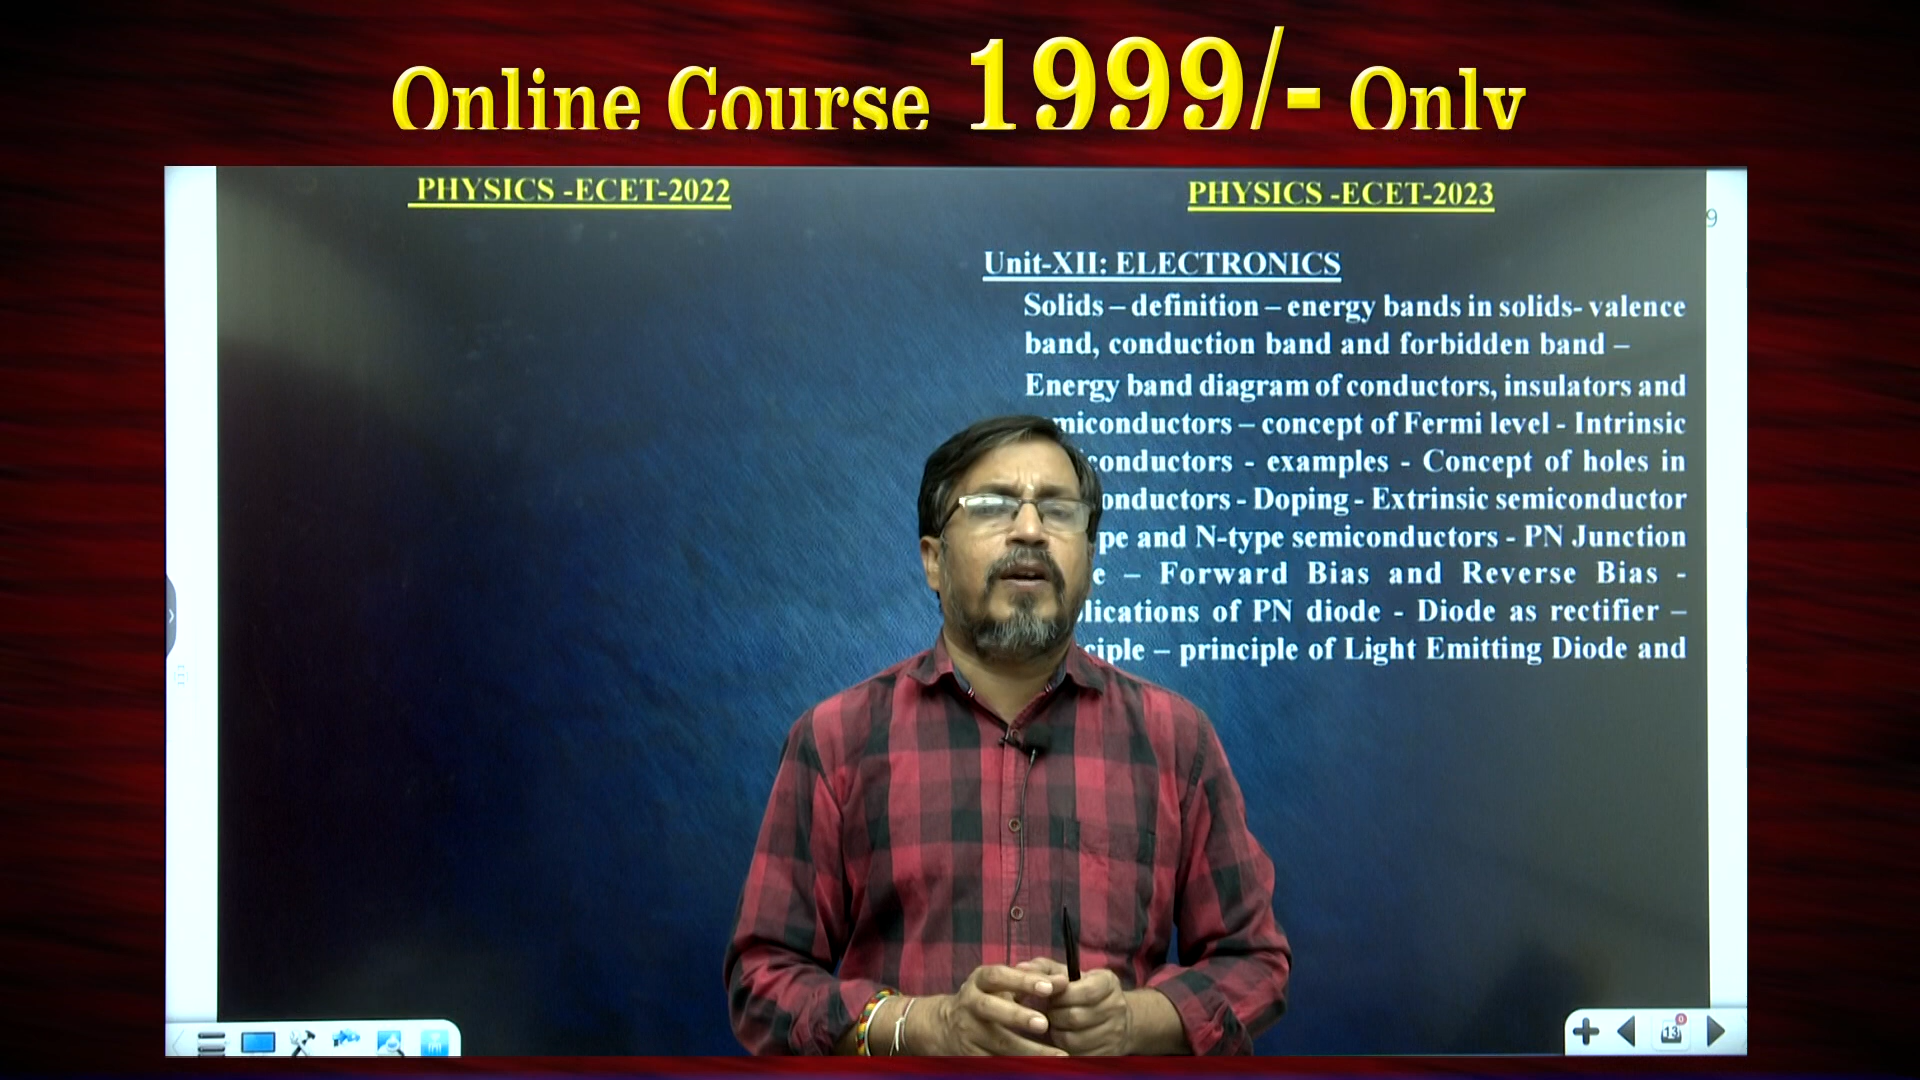 Online Course 1999/- Only
PHYSICS -ECET-2022
PHYSICS -ECET-2023
9
Unit-XII: ELECTRONICS
Solids – definition – energy bands in solids- valence
band, conduction band and forbidden band –
Energy band diagram of conductors, insulators and
miconductors – concept of Fermi level - Intrinsic
conductors - examples - Concept of holes in
onductors - Doping - Extrinsic semiconductor
pe and N-type semiconductors - PN Junction
e – Forward Bias and Reverse Bias -
lications of PN diode - Diode as rectifier –
ciple – principle of Light Emitting Diode and
13
0